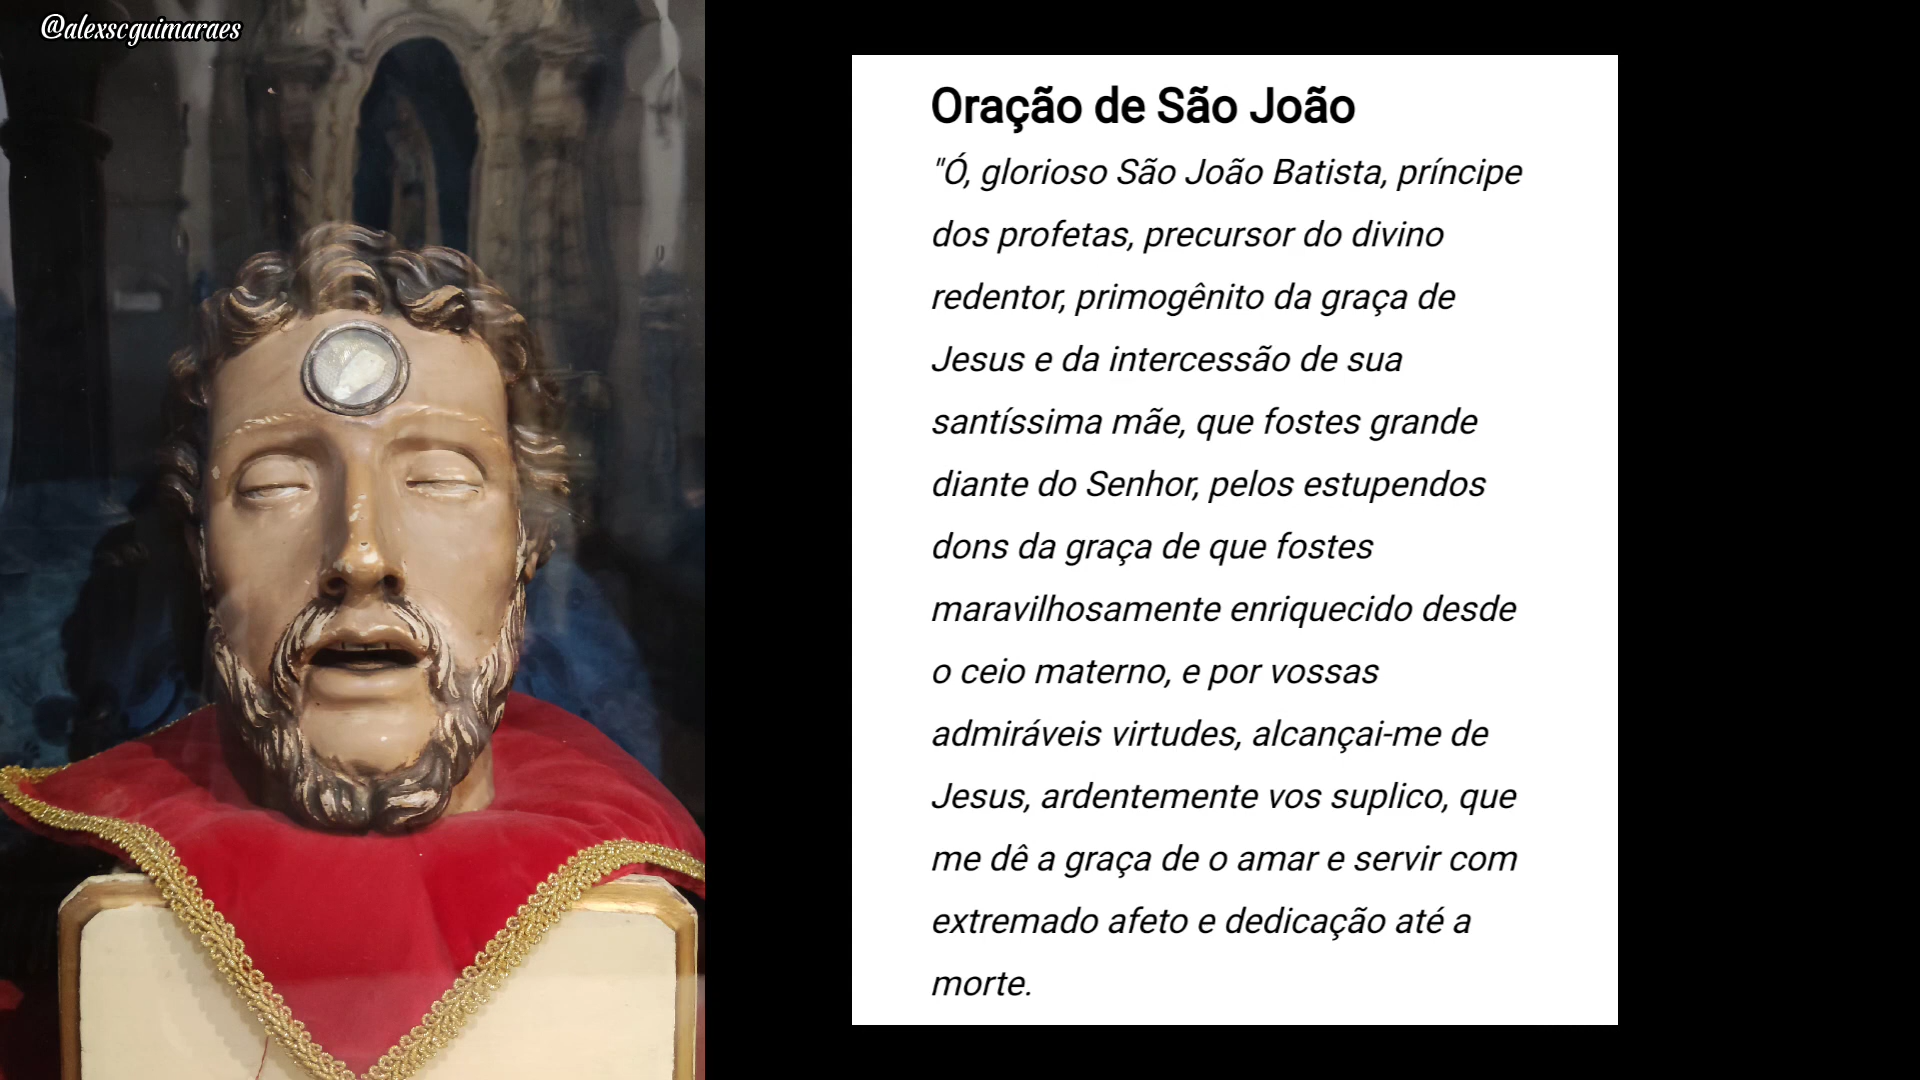 @alexscguimaraes
Oração de São João
"Ó, glorioso São João Batista, príncipe
dos profetas, precursor do divino
redentor, primogênito da graça de
Jesus e da intercessão de sua
santíssima mãe, que fostes grande
diante do Senhor, pelos estupendos
dons da graça de que fostes
maravilhosamente enriquecido desde
o ceio materno, e por vossas
admiráveis virtudes, alcançai-me de
Jesus, ardentemente vos suplico, que
me dê a graça de o amar e servir com
extremado afeto e dedicação até a
morte.